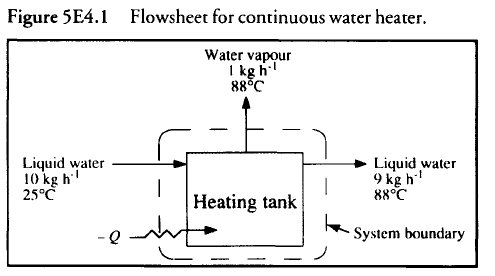 Figure 5E4.1 Flowsheet for continuous water heater.
Water vapour
1 kg h⁻¹
88°C
Liquid water
10 kg h⁻¹
25°C
Heating tank
Liquid water
9 kg h⁻¹
88°C
- Q
System boundary